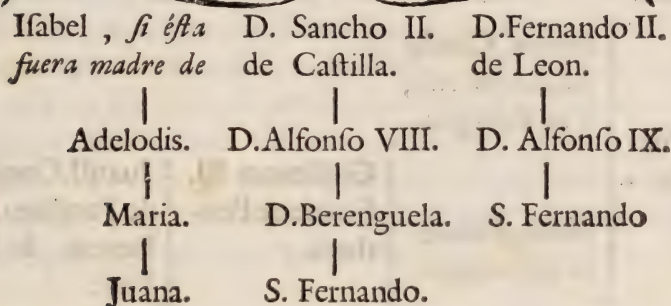 Iſabel , ſi éſta D. Sancho II. D.Fernando II.
fuera madre de de Caſtilla. de Leon.
Adelodis. D.Alfonſo VIII. D. Alfonſo IX.
Maria. D.Berenguela. S. Fernando
Juana. S. Fernando.